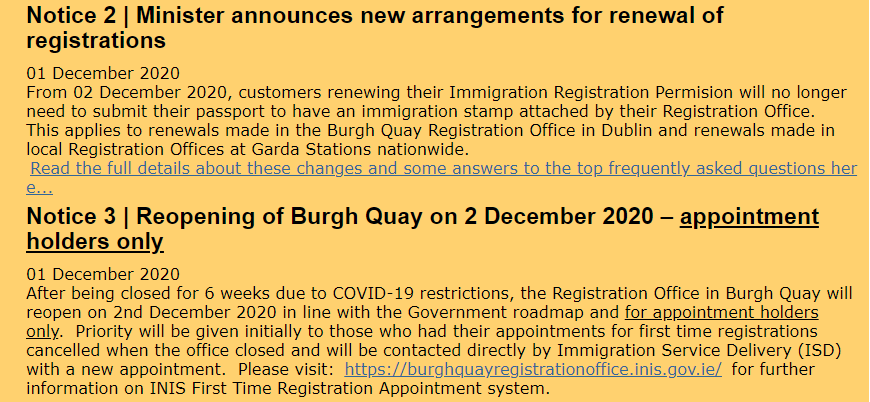 Notice 2 | Minister announces new arrangements for renewal of
registrations
01 December 2020
From 02 December 2020, customers renewing their Immigration Registration Permision will no longer
need to submit their passport to have an immigration stamp attached by their Registration Office.
This applies to renewals made in the Burgh Quay Registration Office in Dublin and renewals made in
local Registration Offices at Garda Stations nationwide.
Read the full details about these changes and some answers to the top frequently asked questions her
e...
Notice 3 | Reopening of Burgh Quay on 2 December 2020 – appointment
holders only
01 December 2020
After being closed for 6 weeks due to COVID-19 restrictions, the Registration Office in Burgh Quay will
reopen on 2nd December 2020 in line with the Government roadmap and for appointment holders
only.  Priority will be given initially to those who had their appointments for first time registrations
cancelled when the office closed and will be contacted directly by Immigration Service Delivery (ISD)
with a new appointment.  Please visit:  https://burghquayregistrationoffice.inis.gov.ie/  for further
information on INIS First Time Registration Appointment system.